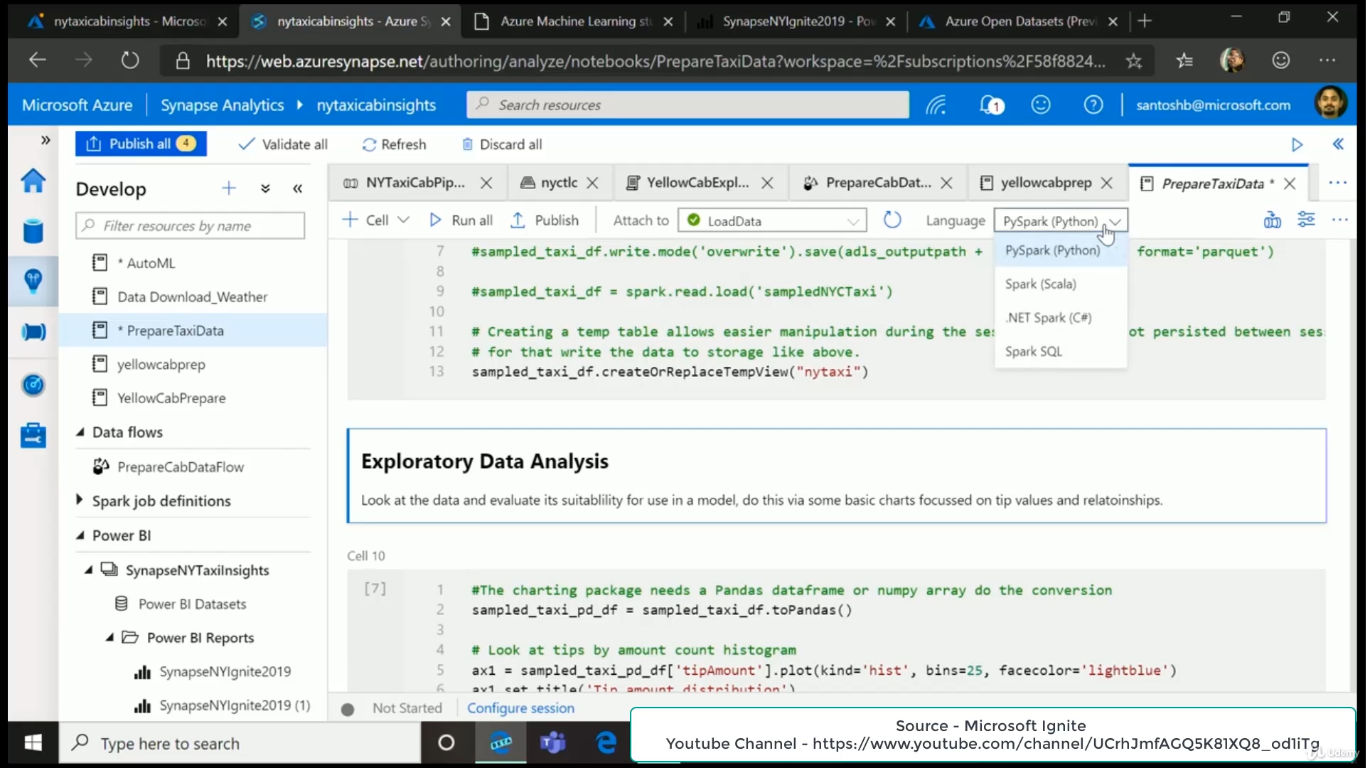 nytaxicabinsights - Microso
nytaxicabinsights - Azure Sy
Azure Machine Learning stu
SynapseNYIgnite2019 - Pow
Azure Open Datasets (Previ
https://web.azuresynapse.net/authoring/analyze/notebooks/PrepareTaxiData?workspace=%2Fsubscriptions%2F58f8824...
Microsoft Azure
Synapse Analytics
nytaxicabinsights
Search resources
1
santoshb@microsoft.com
Publish all 4
Validate all
Refresh
Discard all
Develop
NYTaxiCabPip...
nyctlc
YellowCabExpl...
PrepareCabDat...
yellowcabprep
PrepareTaxiData *
Filter resources by name
Cell
Run all
Publish
Attach to
LoadData
Language
PySpark (Python)
PySpark (Python)
Spark (Scala)
.NET Spark (C#)
Spark SQL
* AutoML
Data Download_Weather
* PrepareTaxiData
yellowcabprep
YellowCabPrepare
Data flows
PrepareCabDataFlow
Spark job definitions
Power BI
SynapseNYTaxiInsights
Power BI Datasets
Power BI Reports
SynapseNYIgnite2019
SynapseNYIgnite2019 (1)
7 #sampled_taxi_df.write.mode('overwrite').save(adls_outputpath + format='parquet')
8
9 #sampled_taxi_df = spark.read.load('sampledNYCTaxi')
10
11 # Creating a temp table allows easier manipulation during the se ot persisted between ses
12 # for that write the data to storage like above.
13 sampled_taxi_df.createOrReplaceTempView("nytaxi")
Exploratory Data Analysis
Look at the data and evaluate its suitablility for use in a model, do this via some basic charts focussed on tip values and relatoinships.
Cell 10
[7]
1 #The charting package needs a Pandas dataframe or numpy array do the conversion
2 sampled_taxi_pd_df = sampled_taxi_df.toPandas()
3
4 # Look at tips by amount count histogram
5 ax1 = sampled_taxi_pd_df['tipAmount'].plot(kind='hist', bins=25, facecolor='lightblue')
6 ax1.set_title('Tip amount distribution')
Not Started
Configure session
Type here to search
Source - Microsoft Ignite
Youtube Channel - https://www.youtube.com/channel/UCrhJmfAGQ5K81XQ8_od1iTg
Udemy